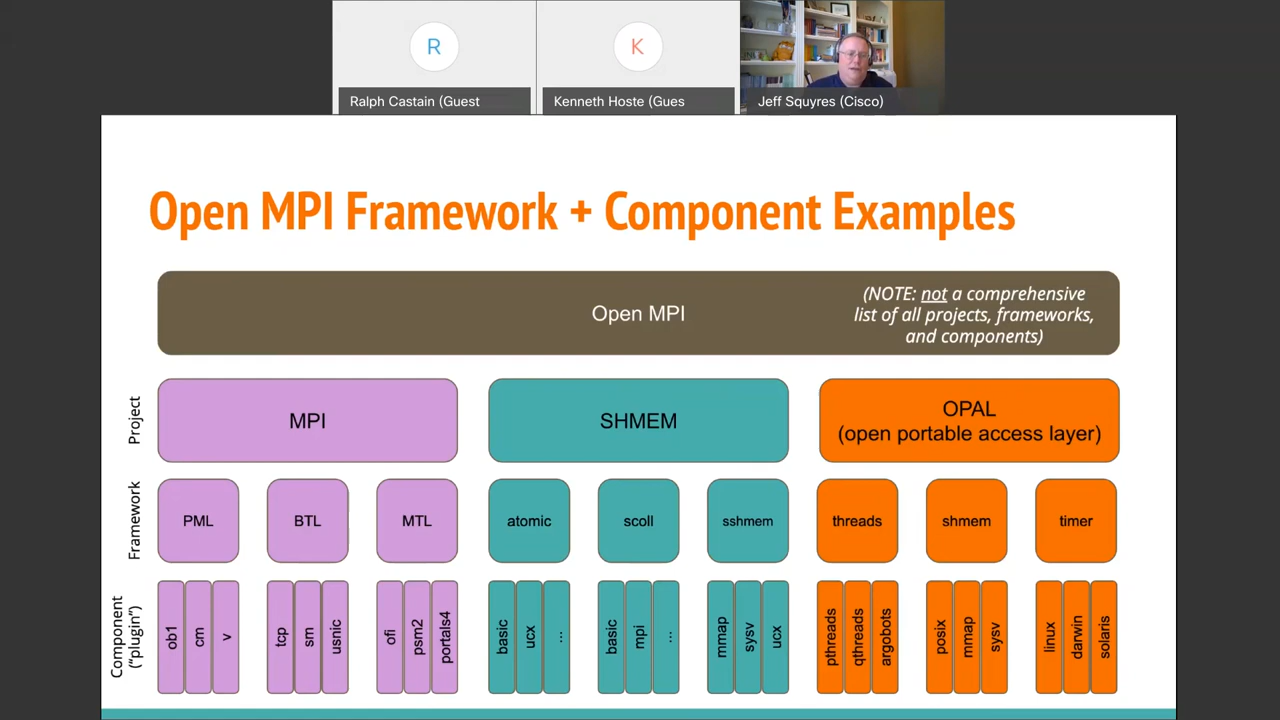 R
K
Ralph Castain (Guest
Kenneth Hoste (Gues
Jeff Squyres (Cisco)
Open MPI Framework + Component Examples
Open MPI
(NOTE: not a comprehensive
list of all projects, frameworks,
and components)
Project
MPI
SHMEM
OPAL
(open portable access layer)
Framework
PML
BTL
MTL
atomic
scoll
sshmem
threads
shmem
timer
Component
("plugin")
ob1
cm
v
tcp
sm
usnic
ofi
psm2
portals4
basic
ucx
...
basic
mpi
...
mmap
sysv
ucx
pthreads
qthreads
argobots
posix
mmap
sysv
linux
darwin
solaris